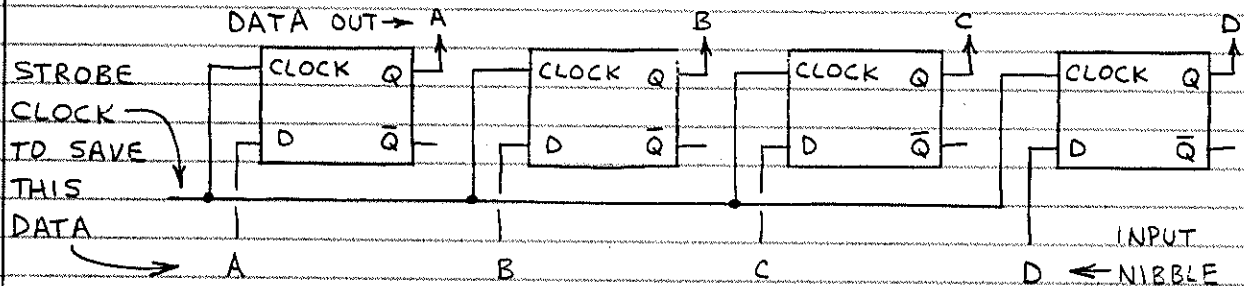 DATA OUT → A B C D
STROBE CLOCK Q CLOCK Q CLOCK Q CLOCK Q
CLOCK
TO SAVE D Q̅ D Q̅ D Q̅ D Q̅
THIS
DATA INPUT
A B C D ← NIBBLE